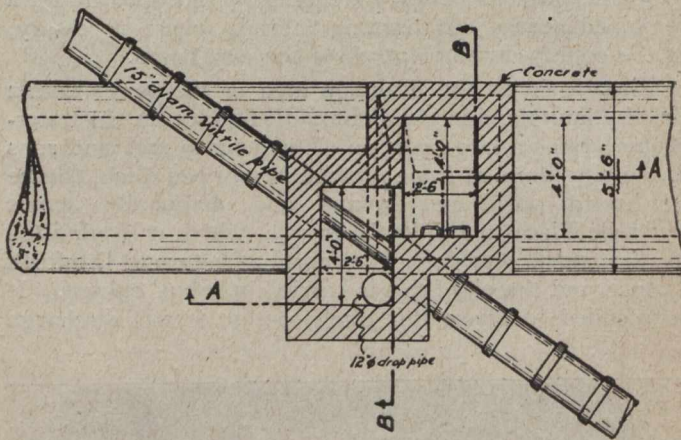 B
Concrete
15" diam. vit. tile pipe
4'-0"
2'-6"
A
4'-0"
5'-6"
4'-0"
2'-6"
A
12"ϕ drop pipe
B